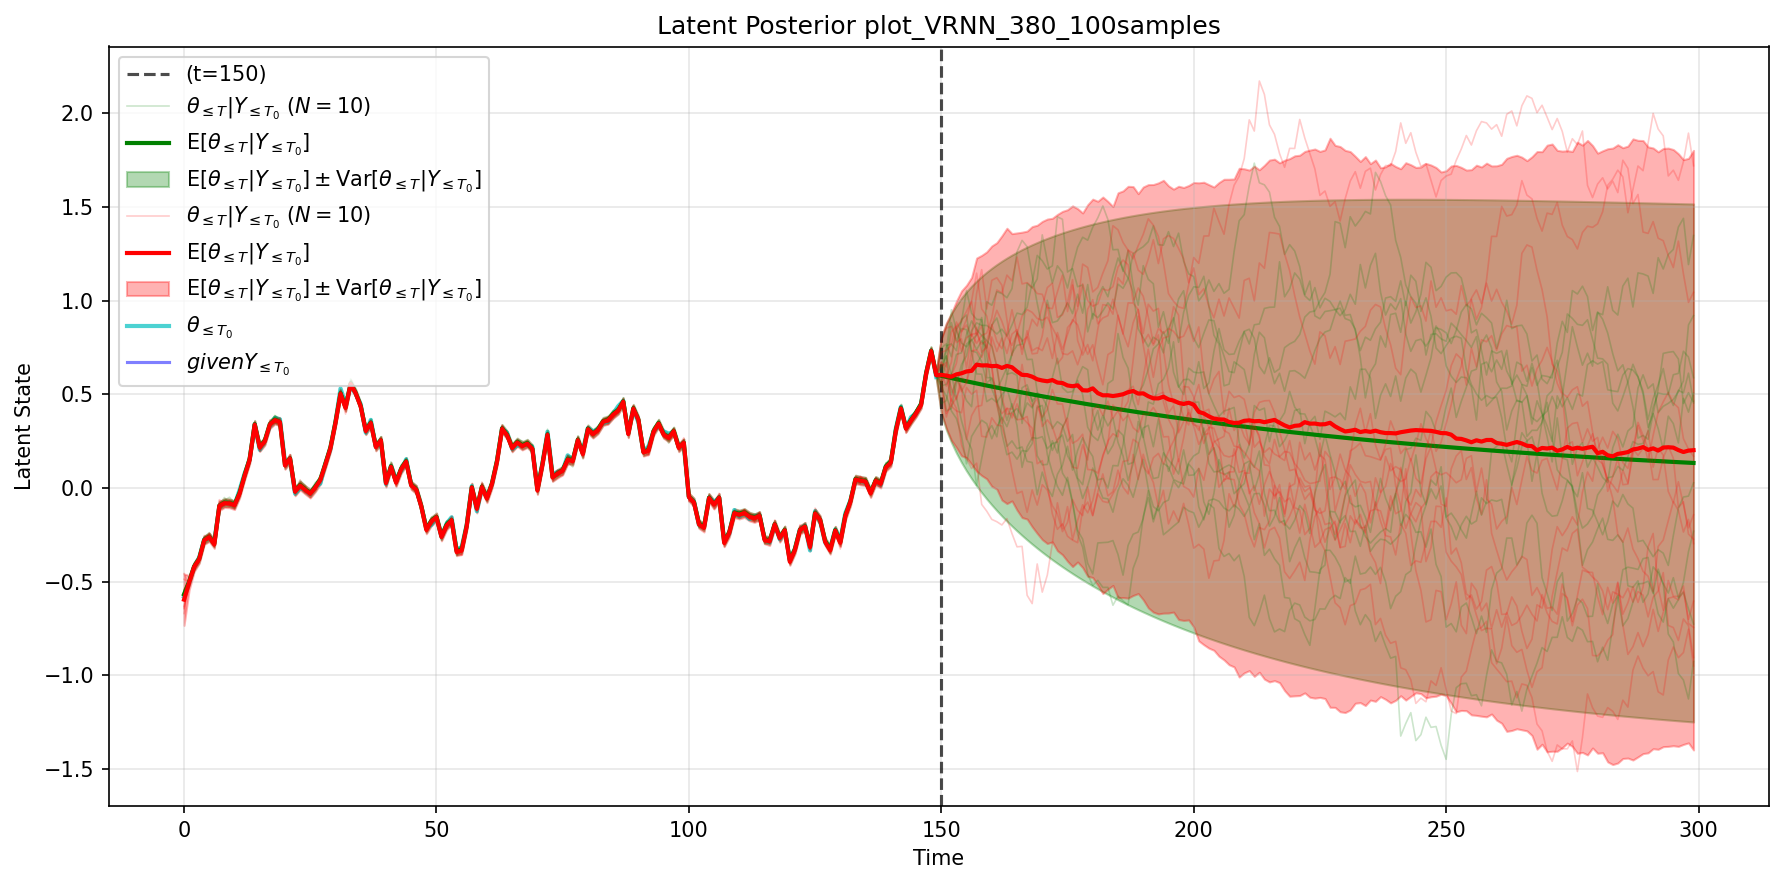 Latent Posterior plot_VRNN_380_100samples
(t=150)
θ≤T|Y≤T₀ (N = 10)
E[θ≤T|Y≤T₀]
E[θ≤T|Y≤T₀] ± Var[θ≤T|Y≤T₀]
θ≤T|Y≤T₀ (N = 10)
E[θ≤T|Y≤T₀]
E[θ≤T|Y≤T₀] ± Var[θ≤T|Y≤T₀]
θ≤T₀
givenY≤T₀
Latent State
2.0
1.5
1.0
0.5
0.0
−0.5
−1.0
−1.5
0 50 100 150 200 250 300
Time